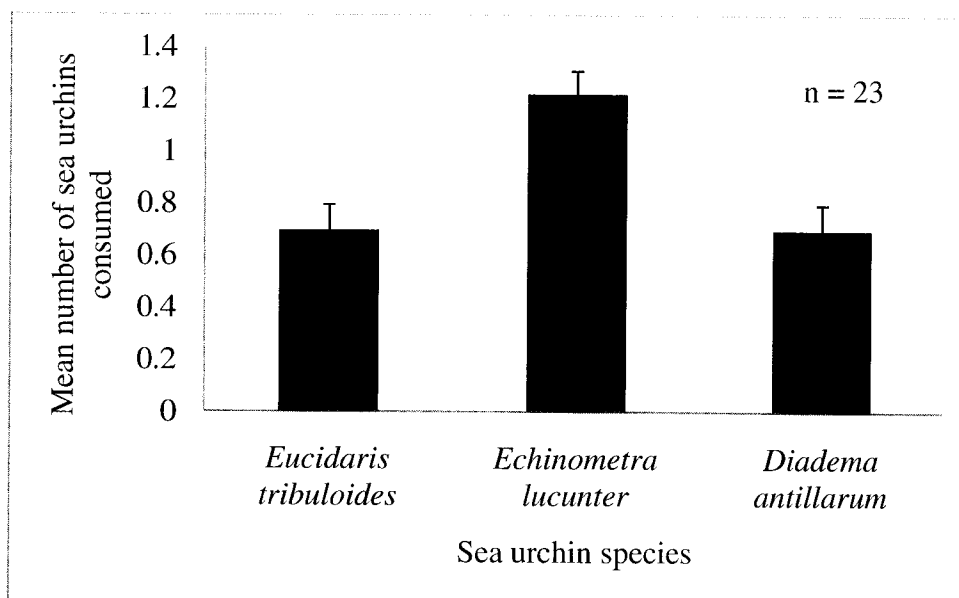 Mean number of sea urchins
consumed
1.4
1.2
1
0.8
0.6
0.4
0.2
0
n = 23
Eucidaris
tribuloides
Echinometra
lucunter
Diadema
antillarum
Sea urchin species